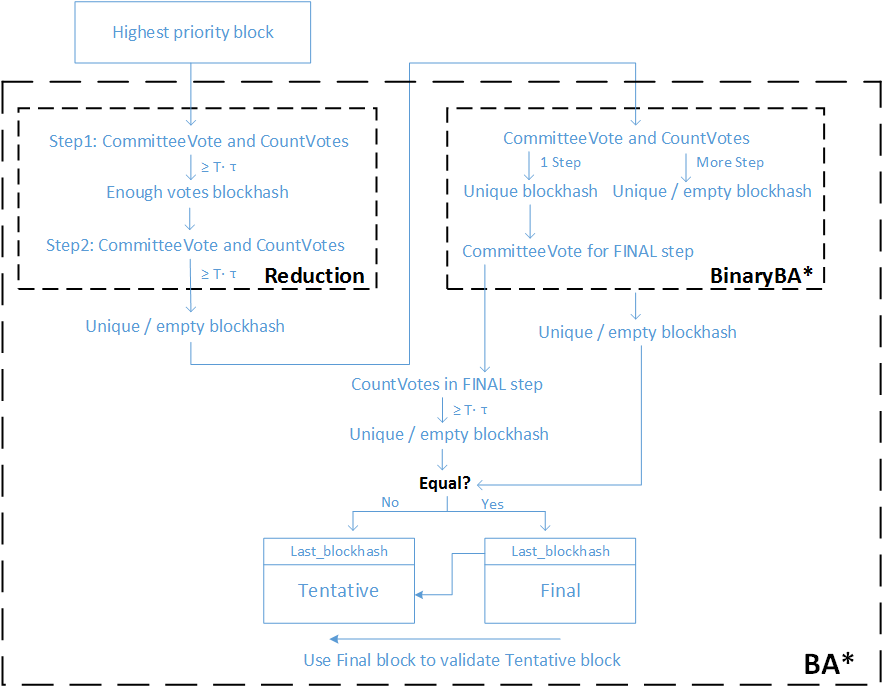 Highest priority block
Step1: CommitteeVote and CountVotes
≥ T· τ
Enough votes blockhash
Step2: CommitteeVote and CountVotes
≥ T· τ
Reduction
Unique / empty blockhash
CommitteeVote and CountVotes
1 Step
More Step
Unique blockhash
Unique / empty blockhash
CommitteeVote for FINAL step
BinaryBA*
Unique / empty blockhash
CountVotes in FINAL step
≥ T· τ
Unique / empty blockhash
Equal?
No
Yes
Last_blockhash
Tentative
Last_blockhash
Final
Use Final block to validate Tentative block
BA*